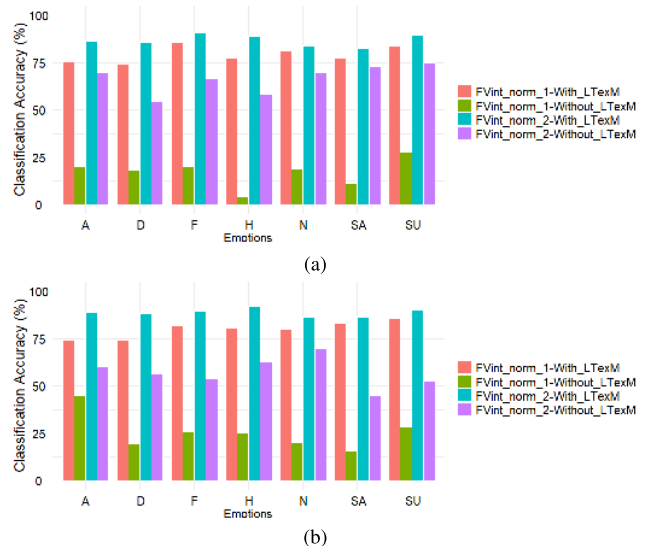 100
75
50
25
0
Classification Accuracy (%)
A D F H N SA SU
Emotions
FVint_norm_1-With_LTexM
FVint_norm_1-Without_LTexM
FVint_norm_2-With_LTexM
FVint_norm_2-Without_LTexM
(a)
100
75
50
25
0
Classification Accuracy (%)
A D F H N SA SU
Emotions
FVint_norm_1-With_LTexM
FVint_norm_1-Without_LTexM
FVint_norm_2-With_LTexM
FVint_norm_2-Without_LTexM
(b)